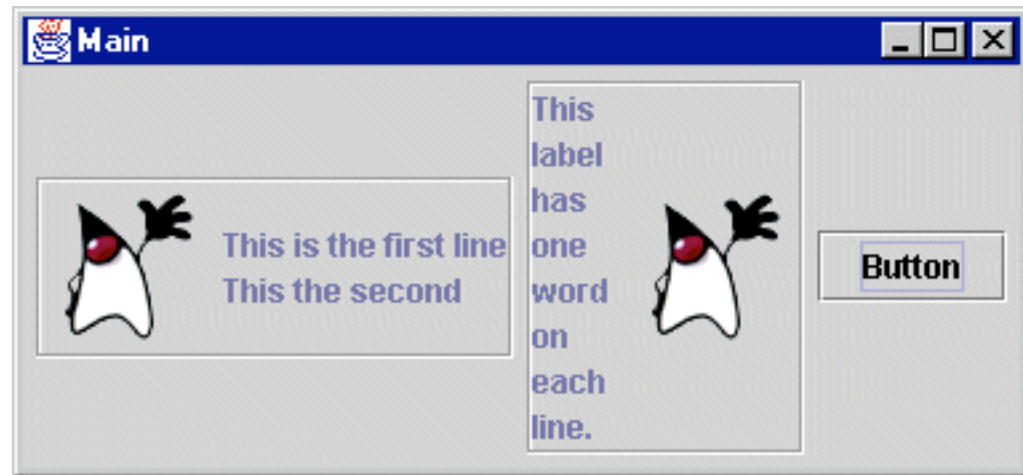 Main
This is the first line
This the second
This
label
has
one
word
on
each
line.
Button